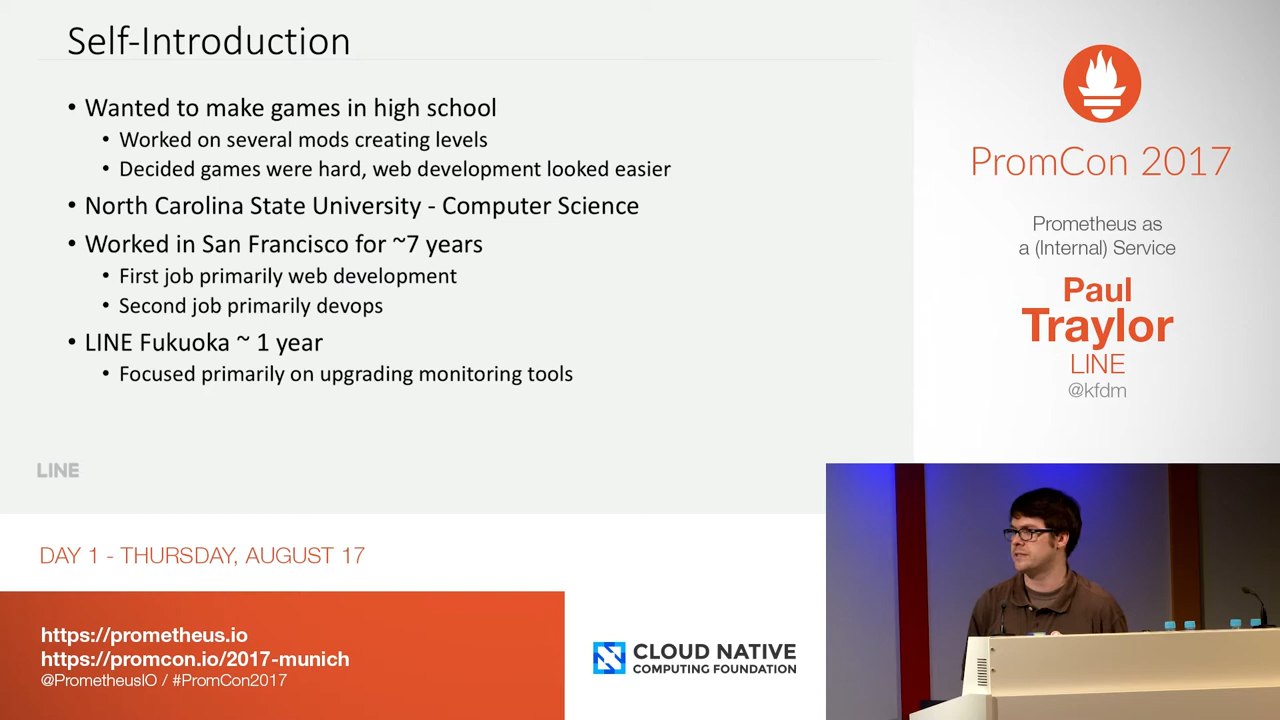 Self-Introduction
• Wanted to make games in high school
• Worked on several mods creating levels
• Decided games were hard, web development looked easier
• North Carolina State University - Computer Science
• Worked in San Francisco for ~7 years
• First job primarily web development
• Second job primarily devops
• LINE Fukuoka ~ 1 year
• Focused primarily on upgrading monitoring tools
LINE
PromCon 2017
Prometheus as
a (Internal) Service
Paul
Traylor
LINE
@kfdm
DAY 1 - THURSDAY, AUGUST 17
https://prometheus.io
https://promcon.io/2017-munich
@PrometheusIO / #PromCon2017
CLOUD NATIVE
COMPUTING FOUNDATION